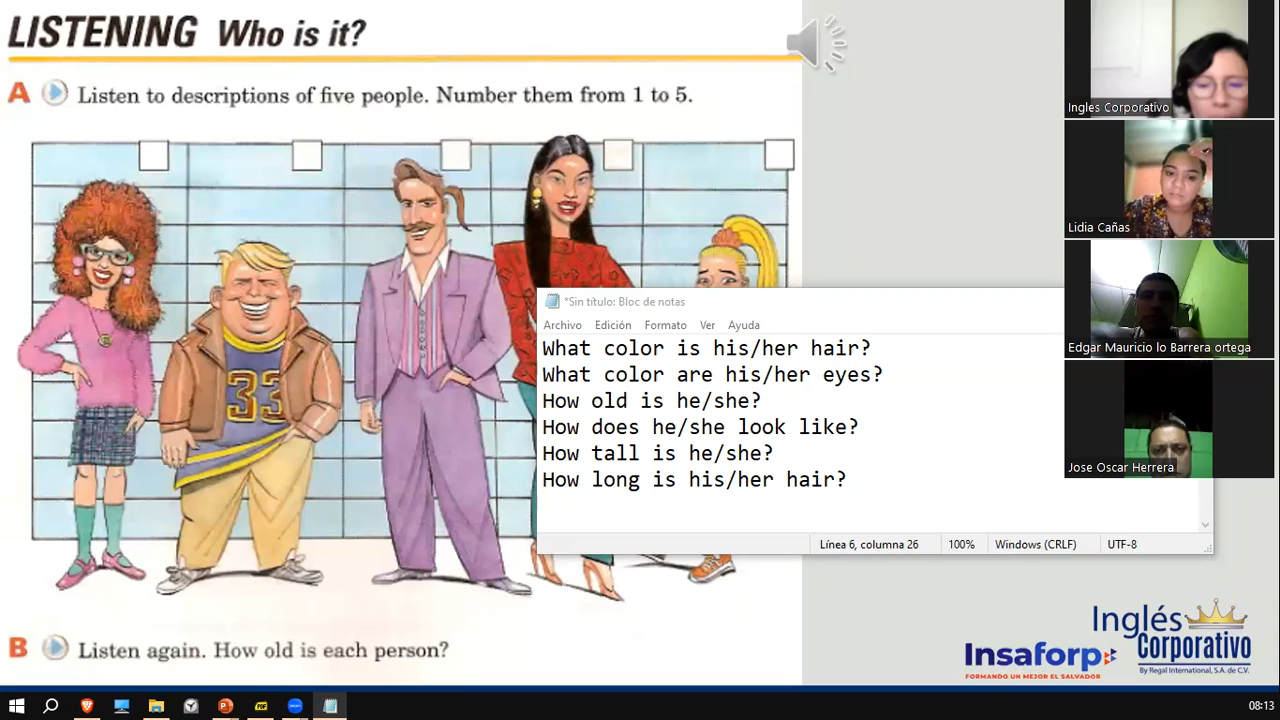 LISTENING Who is it?
A Listen to descriptions of five people. Number them from 1 to 5.
33
B Listen again. How old is each person?
*Sin título: Bloc de notas
Archivo Edición Formato Ver Ayuda
What color is his/her hair?
What color are his/her eyes?
How old is he/she?
How does he/she look like?
How tall is he/she?
How long is his/her hair?
Línea 6, columna 26 100% Windows (CRLF) UTF-8
Ingles Corporativo
Lidia Cañas
Edgar Mauricio lo Barrera ortega
Jose Oscar Herrera
Insaforp
FORMANDO UN MEJOR EL SALVADOR
Inglés
Corporativo
By Regal International, S.A. de C.V.
08:13